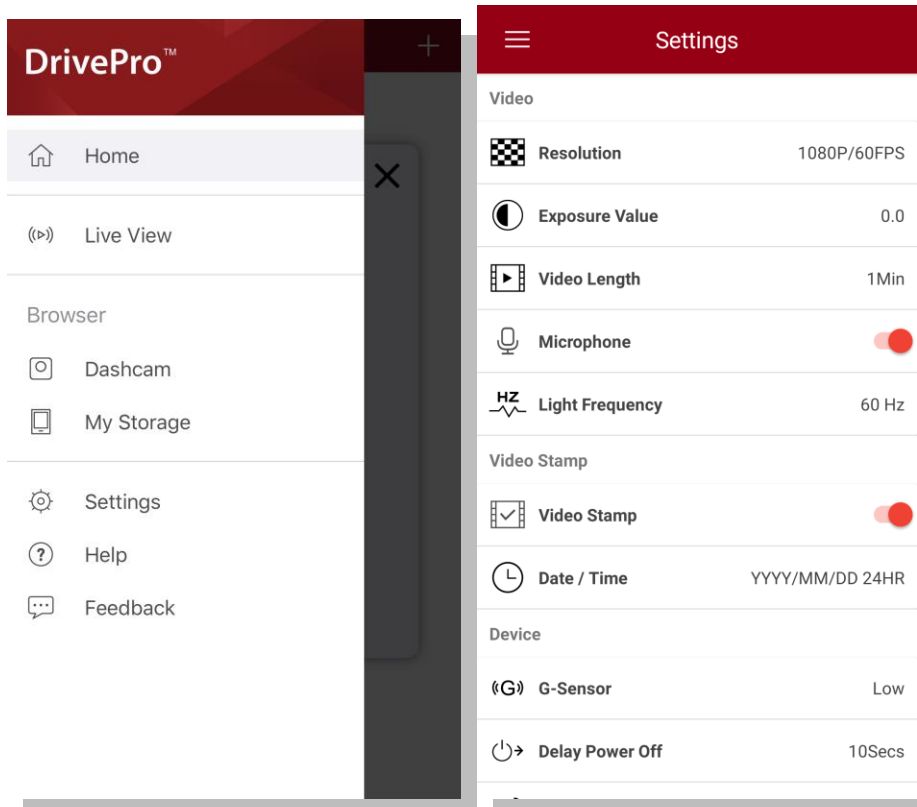 DrivePro™
Home
Live View
Browser
Dashcam
My Storage
Settings
? Help
Feedback
Settings
Video
Resolution 1080P/60FPS
Exposure Value 0.0
Video Length 1Min
Microphone
HZ Light Frequency 60 Hz
Video Stamp
Video Stamp
Date / Time YYYY/MM/DD 24HR
Device
G G-Sensor Low
Delay Power Off 10Secs